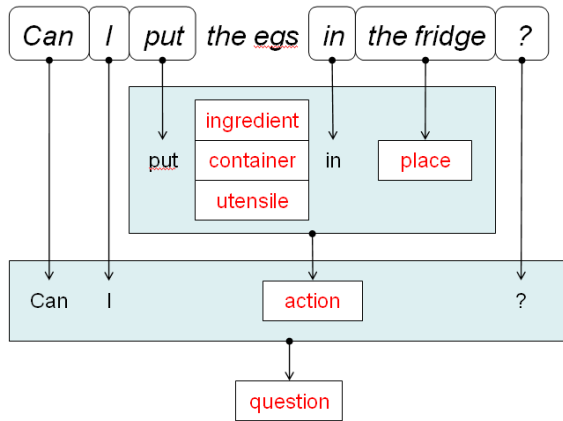 Can I put the egs in the fridge ?
ingredient
put container in place
utensile
Can I action ?
question